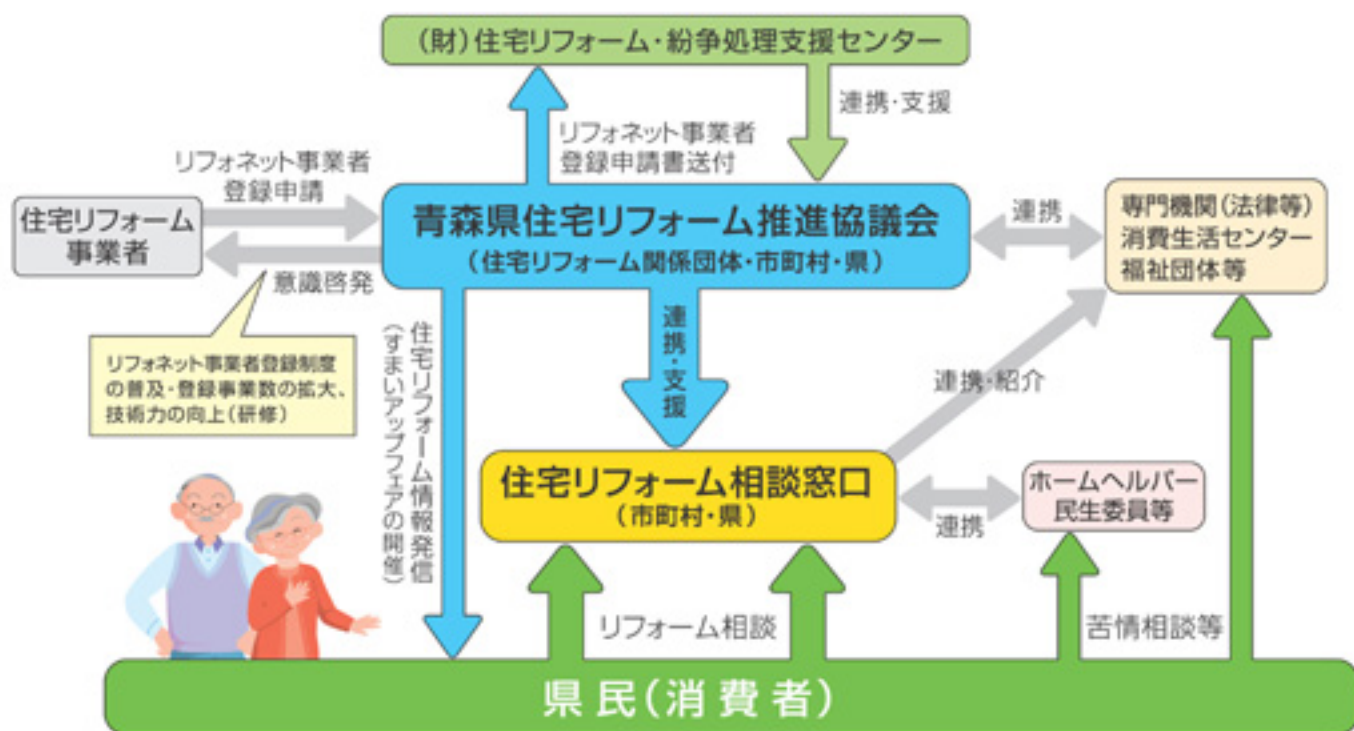 (財)住宅リフォーム・紛争処理支援センター
連携・支援
リフォネット事業者
登録申請書送付
リフォネット事業者
登録申請
住宅リフォーム
事業者
意識啓発
青森県住宅リフォーム推進協議会
(住宅リフォーム関係団体・市町村・県)
連携
専門機関(法律等)
消費生活センター
福祉団体等
リフォネット事業者登録制度
の普及・登録事業数の拡大、
技術力の向上(研修)
住宅リフォーム情報発信
(すまいアップフェアの開催)
連携・支援
連携・紹介
住宅リフォーム相談窓口
(市町村・県)
連携
ホームヘルパー
民生委員等
リフォーム相談
苦情相談等
県民(消費者)